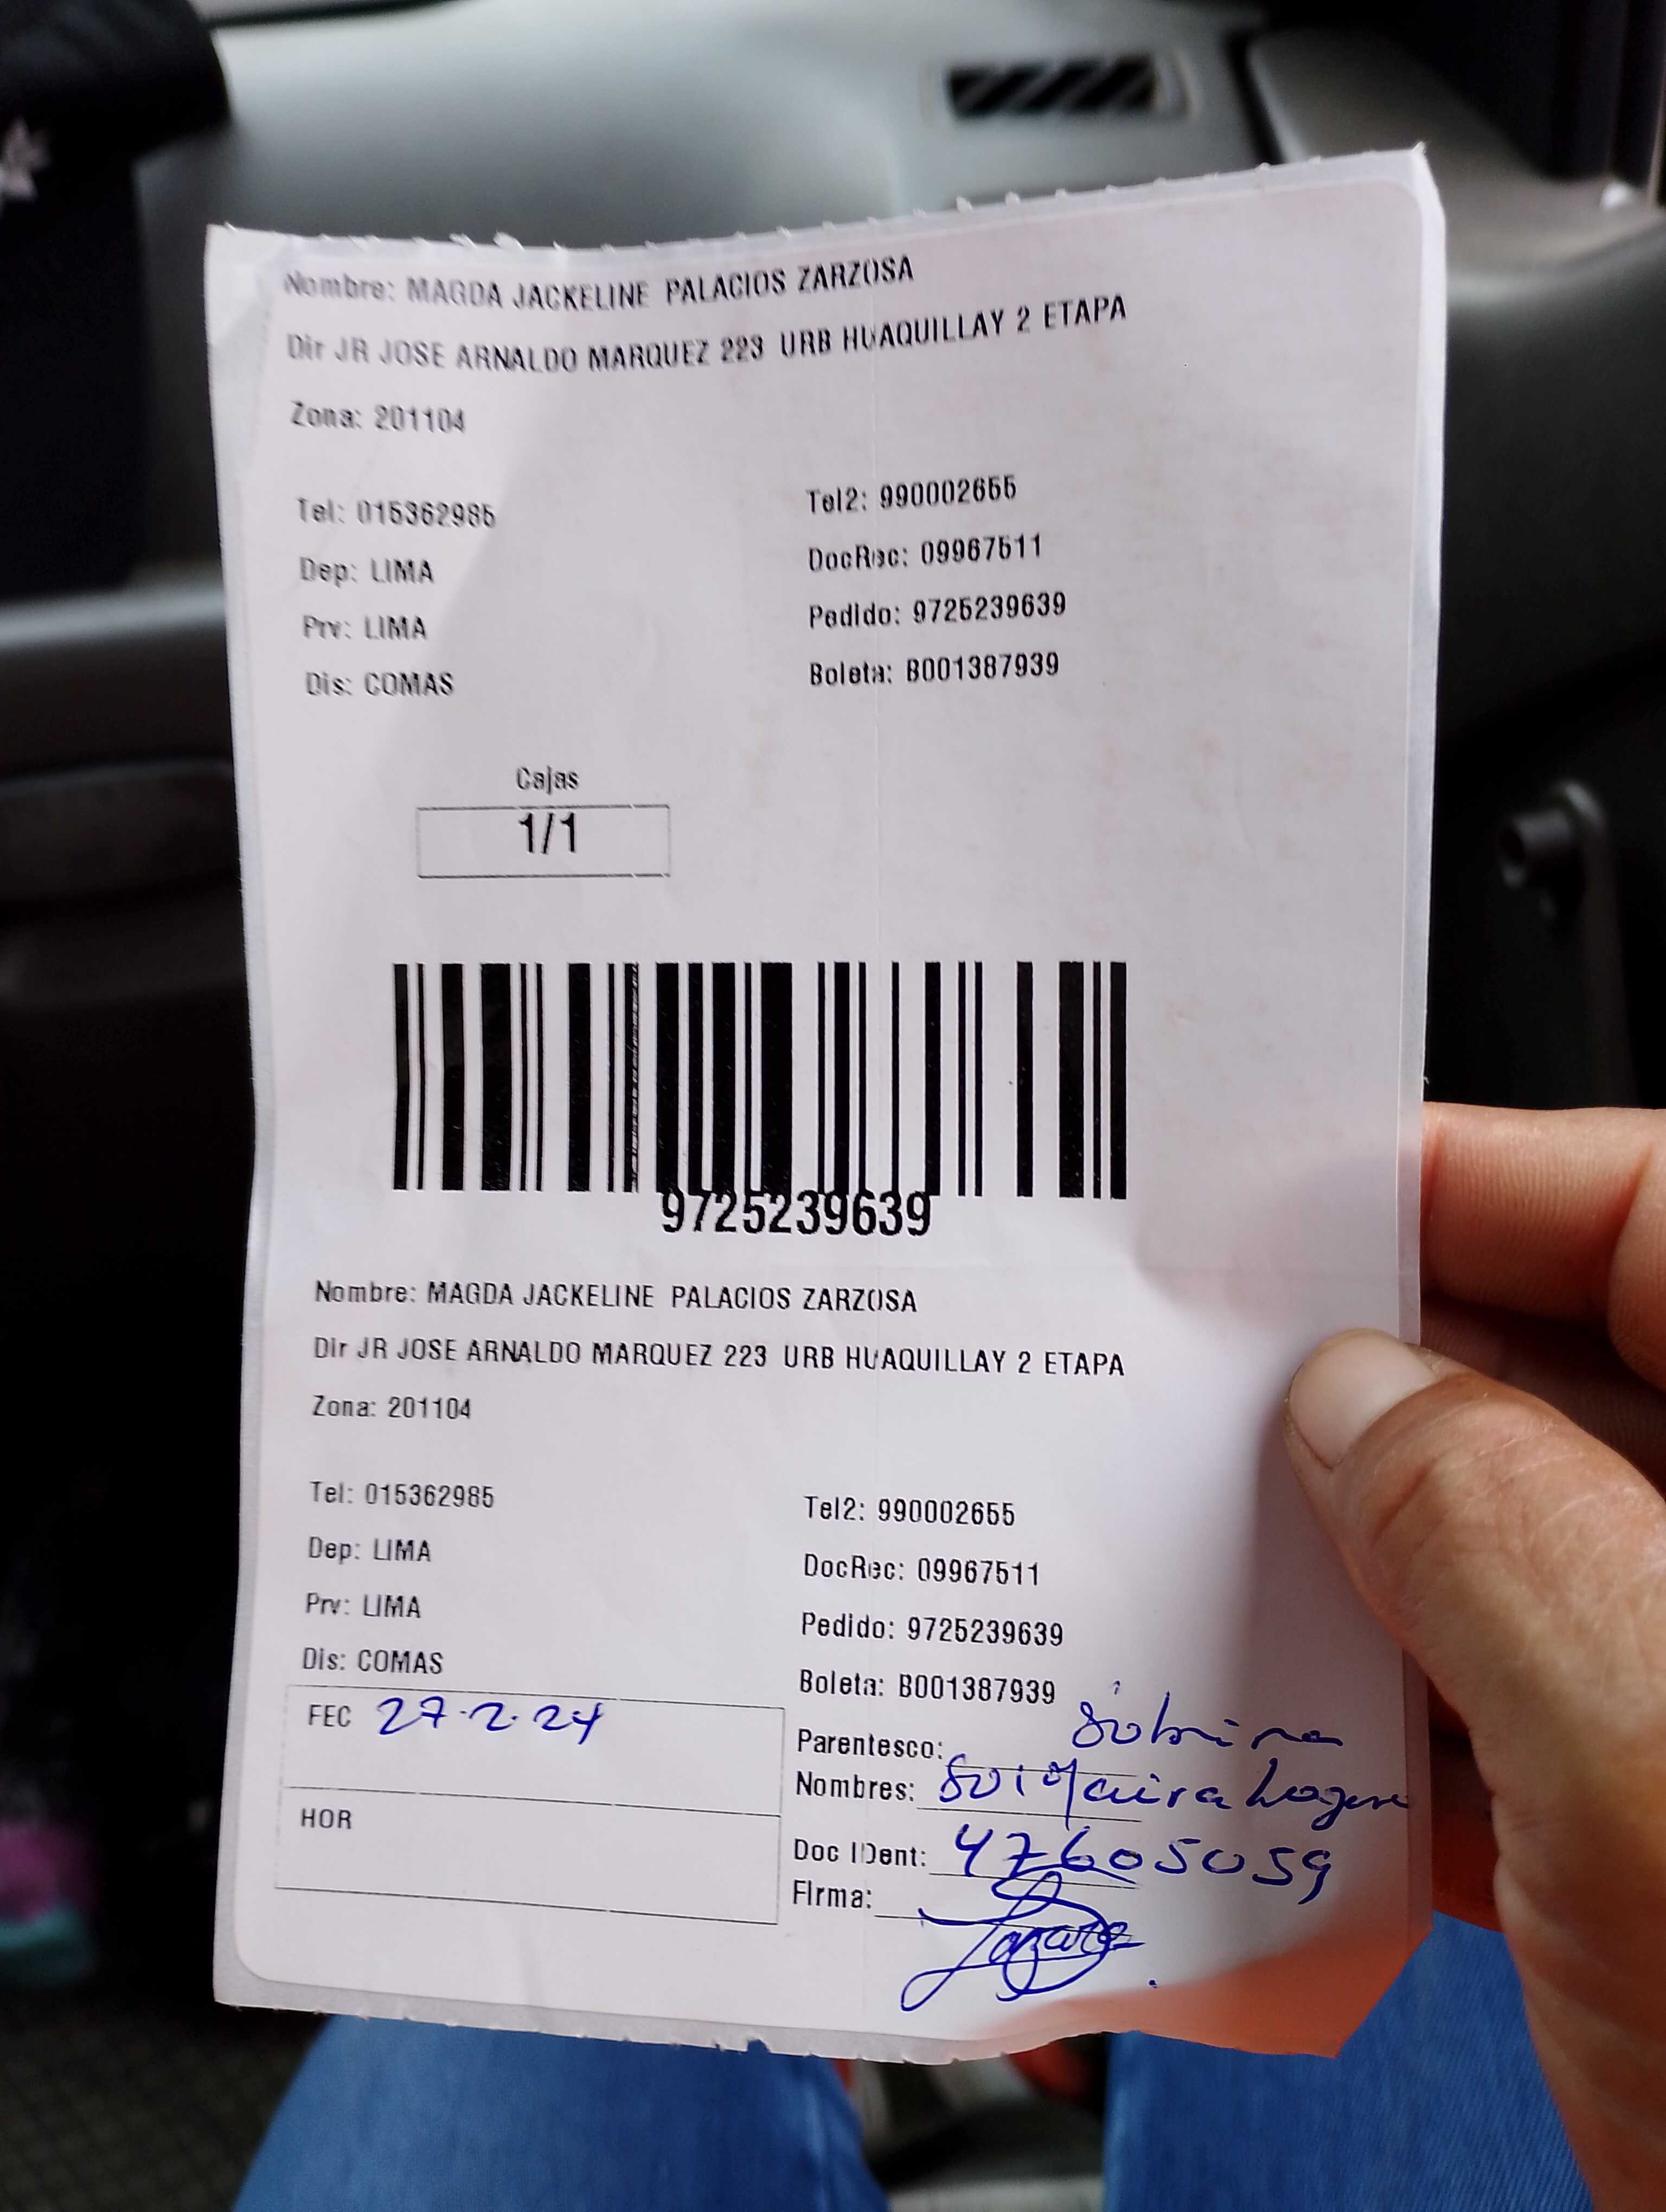 Nombre: MAGDA JACKELINE PALACIOS ZARZOSA
Dir JR JOSE ARNALDO MARQUEZ 223 URB HUAQUILLAY 2 ETAPA
Zona: 201104
Tel: 015362985 Tel2: 990002655
Dep: LIMA DocRec: 09967511
Prv: LIMA Pedido: 9725239639
Dis: COMAS Boleta: B001387939
Cajas
1/1
9725239639
Nombre: MAGDA JACKELINE PALACIOS ZARZOSA
Dir JR JOSE ARNALDO MARQUEZ 223 URB HUAQUILLAY 2 ETAPA
Zona: 201104
Tel: 015362985 Tel2: 990002655
Dep: LIMA DocRec: 09967511
Prv: LIMA Pedido: 9725239639
Dis: COMAS Boleta: B001387939
FEC 27-2-24
HOR
Parentesco: Sobrina
Nombres: Maira
Doc IDent: 47605059
Firma: